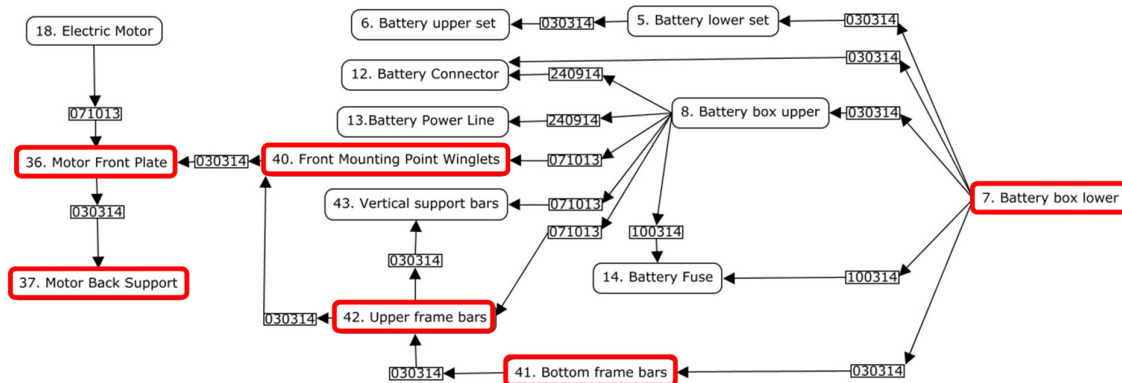 6. Battery upper set
030314
5. Battery lower set
030314
18. Electric Motor
030314
12. Battery Connector
240914
071013
13.Battery Power Line
240914
8. Battery box upper
030314
36. Motor Front Plate
030314
40. Front Mounting Point Winglets
071013
7. Battery box lower
030314
43. Vertical support bars
071013
071013
100314
030314
37. Motor Back Support
14. Battery Fuse
100314
030314
42. Upper frame bars
030314
41. Bottom frame bars
030314